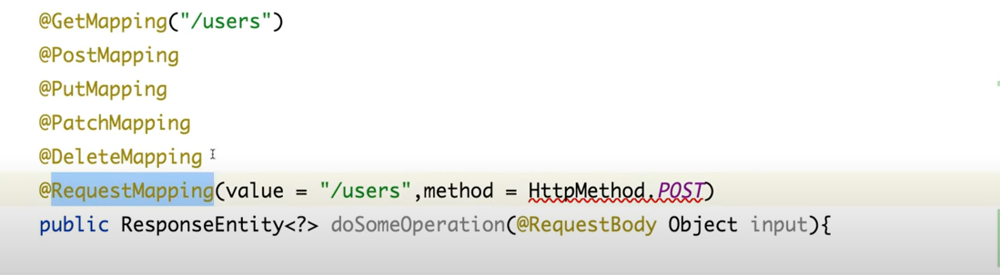 @GetMapping("/users")
@PostMapping
@PutMapping
@PatchMapping
@DeleteMapping
@RequestMapping(value = "/users",method = HttpMethod.POST)
public ResponseEntity<?> doSomeOperation(@RequestBody Object input){